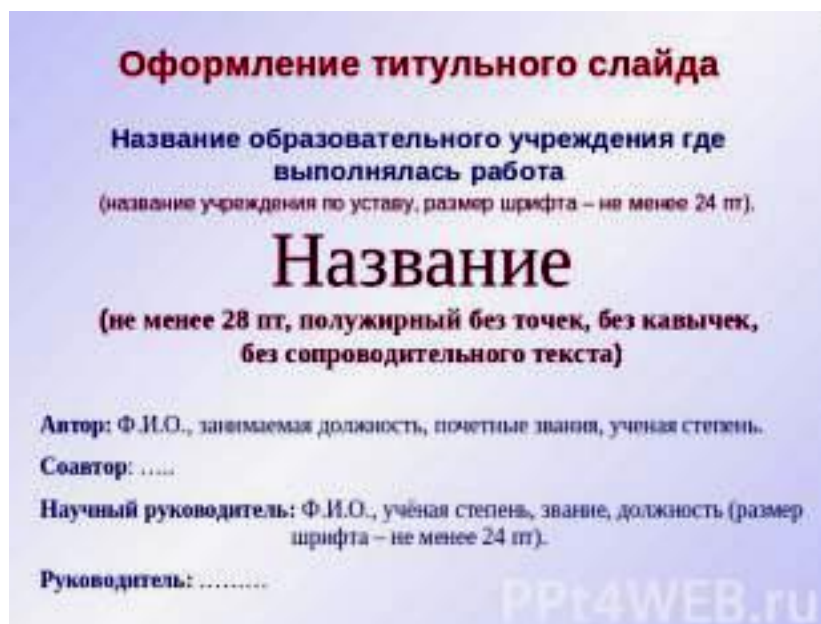 Оформление титульного слайда
Название образовательного учреждения где
выполнялась работа
(название учреждения по уставу, размер шрифта – не менее 24 пт).
Название
(не менее 28 пт, полужирный без точек, без кавычек,
без сопроводительного текста)
Автор: Ф.И.О., занимаемая должность, почетные звания, ученая степень.
Соавтор: …..
Научный руководитель: Ф.И.О., учёная степень, звание, должность (размер
шрифта – не менее 24 пт).
Руководитель: ………
PPt4WEB.ru